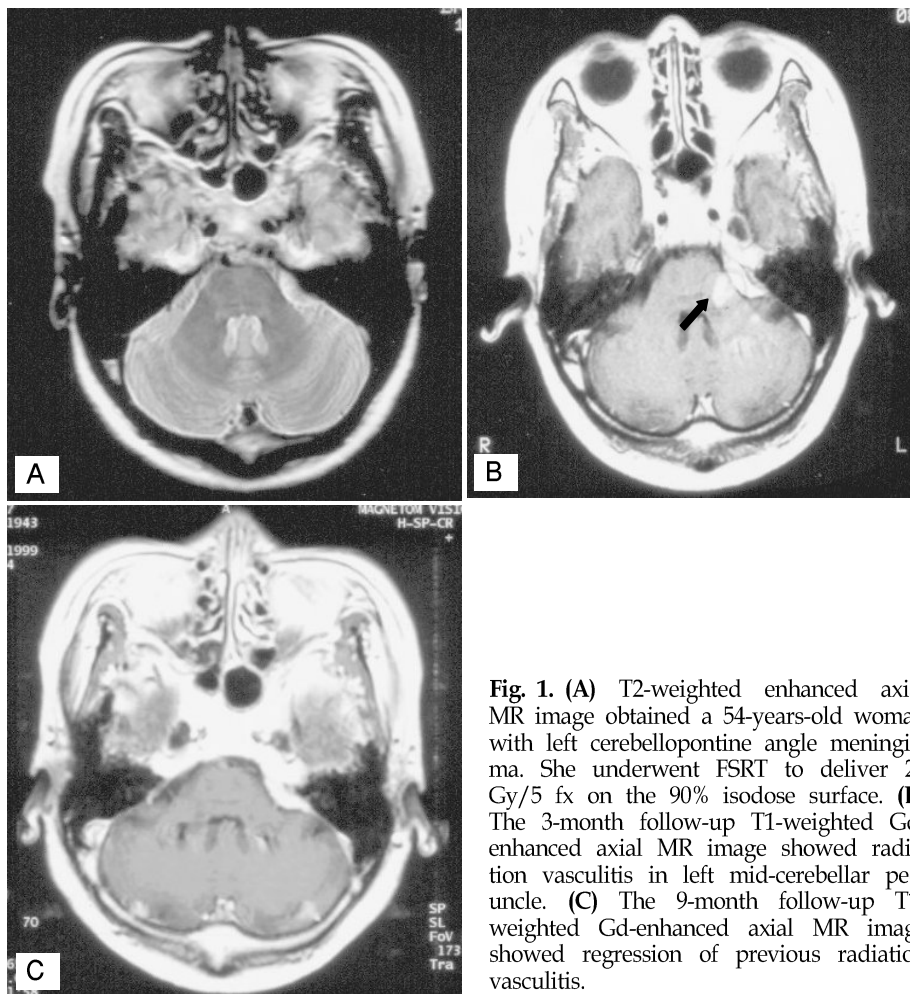 A
R
L
B
A
MAGNETOM VISI
1943
H-SP-CR
+
1999
4
70
SP
SL
FoV
173
Tra
C
Fig. 1. (A) T2-weighted enhanced axi
MR image obtained a 54-years-old woma
with left cerebellopontine angle meningi
ma. She underwent FSRT to deliver 2
Gy/5 fx on the 90% isodose surface. (
The 3-month follow-up T1-weighted G
enhanced axial MR image showed radi
tion vasculitis in left mid-cerebellar pe
uncle. (C) The 9-month follow-up T
weighted Gd-enhanced axial MR imag
showed regression of previous radiatio
vasculitis.